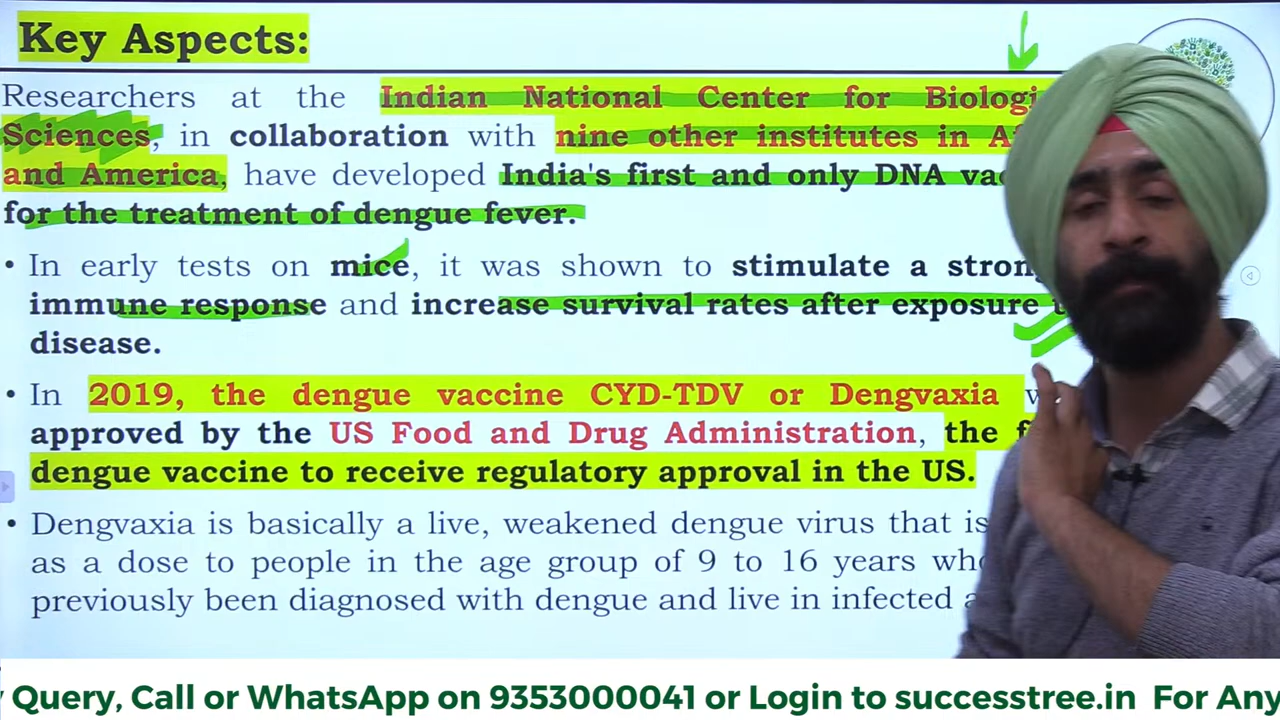 Key Aspects:
Researchers at the Indian National Center for
Sciences, in collaboration with nine other institutes in
and America, have developed India's first and only DNA
for the treatment of dengue fever.
• In early tests on mice, it was shown to stimulate a
immune response and increase survival rates after exposure
disease.
• In 2019, the dengue vaccine CYD-TDV or Dengvaxia
approved by the US Food and Drug Administration, the
dengue vaccine to receive regulatory approval in the US.
• Dengvaxia is basically a live, weakened dengue virus that is
as a dose to people in the age group of 9 to 16 years
previously been diagnosed with dengue and live in infected
Query, Call or WhatsApp on 9353000041 or Login to successtree.in For Any